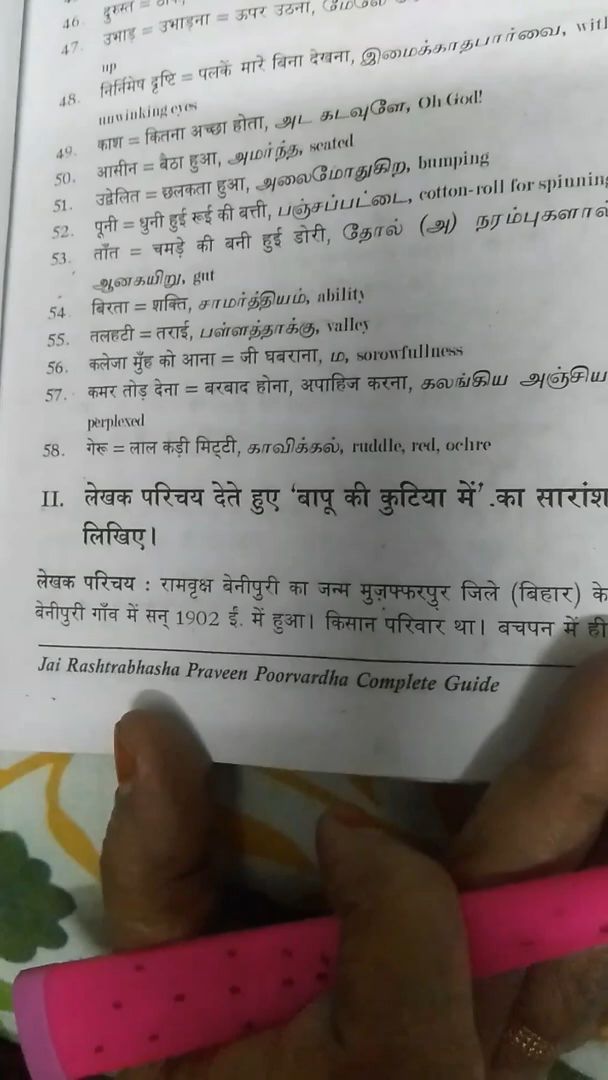 46. दुरुस्त =
47. उभाड़ = उभाड़ना = ऊपर उठना,
up
48. निर्निमेष दृष्टि = पलकें मारे बिना देखना, இமைக்காதபார்வை, with
unwinking eyes
49. काश = कितना अच्छा होता, அட கடவுளே, Oh God!
50. आसीन = बैठा हुआ, அமர்ந்த, seated
51. उद्वेलित = छलकता हुआ, அலைமோதுகிற, bumping
52. पूनी = धुनी हुई रूई की बत्ती, பஞ்சப்பட்டை, cotton-roll for spinning
53. ताँत = चमड़े की बनी हुई डोरी, தோல் (அ) நரம்புகளால்
ஆனகயிறு, gut
54. बिरता = शक्ति, சாமர்த்தியம், ability
55. तलहटी = तराई, பள்ளத்தாக்கு, valley
56. कलेजा मुँह को आना = जी घबराना, ம, sorowfullness
57. कमर तोड़ देना = बरबाद होना, अपाहिज करना, கலங்கிய அஞ்சிய
perplexed
58. गेरू = लाल कड़ी मिट्टी, காவிக்கல், ruddle, red, ochre
II. लेखक परिचय देते हुए 'बापू की कुटिया में' .का सारांश
लिखिए।
लेखक परिचय : रामवृक्ष बेनीपुरी का जन्म मुज़फ्फरपुर जिले (बिहार) के
बेनीपुरी गाँव में सन् 1902 ई. में हुआ। किसान परिवार था। बचपन में ही
Jai Rashtrabhasha Praveen Poorvardha Complete Guide